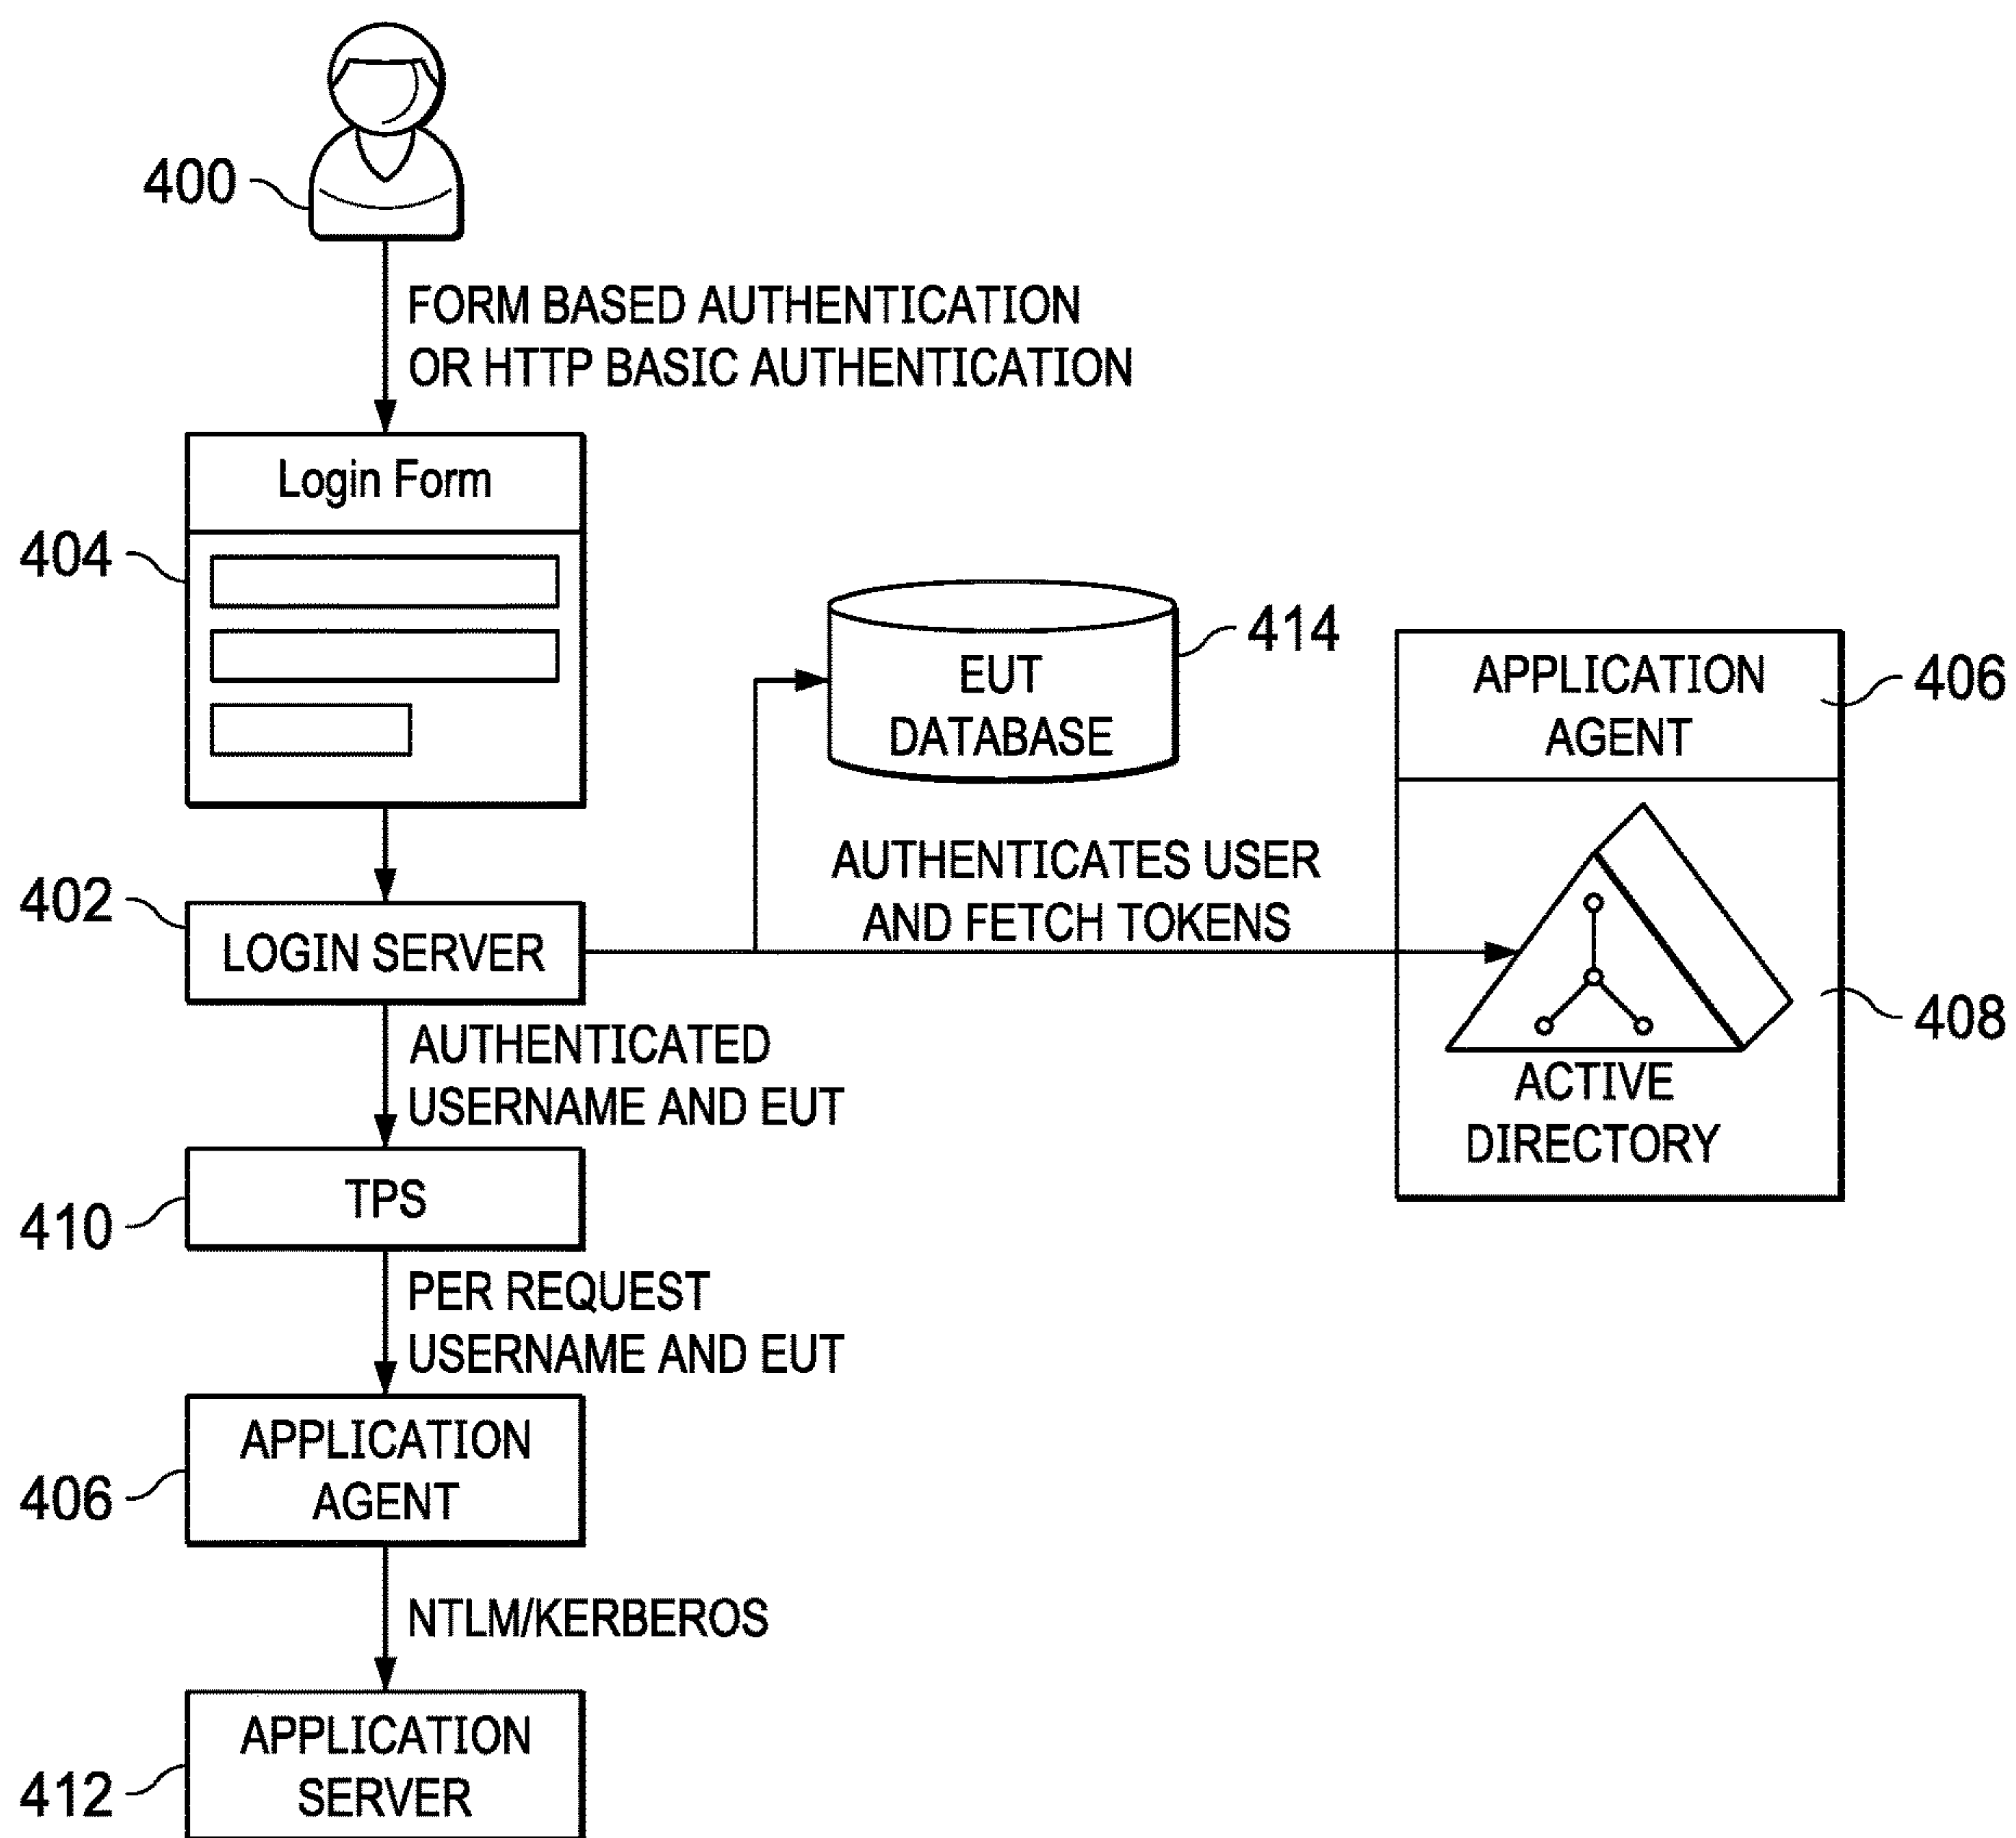 400
FORM BASED AUTHENTICATION
OR HTTP BASIC AUTHENTICATION
Login Form
404
414
EUT
DATABASE
APPLICATION
AGENT
406
AUTHENTICATES USER
AND FETCH TOKENS
402
LOGIN SERVER
408
ACTIVE
DIRECTORY
AUTHENTICATED
USERNAME AND EUT
TPS
410
PER REQUEST
USERNAME AND EUT
APPLICATION
AGENT
406
NTLM/KERBEROS
APPLICATION
SERVER
412